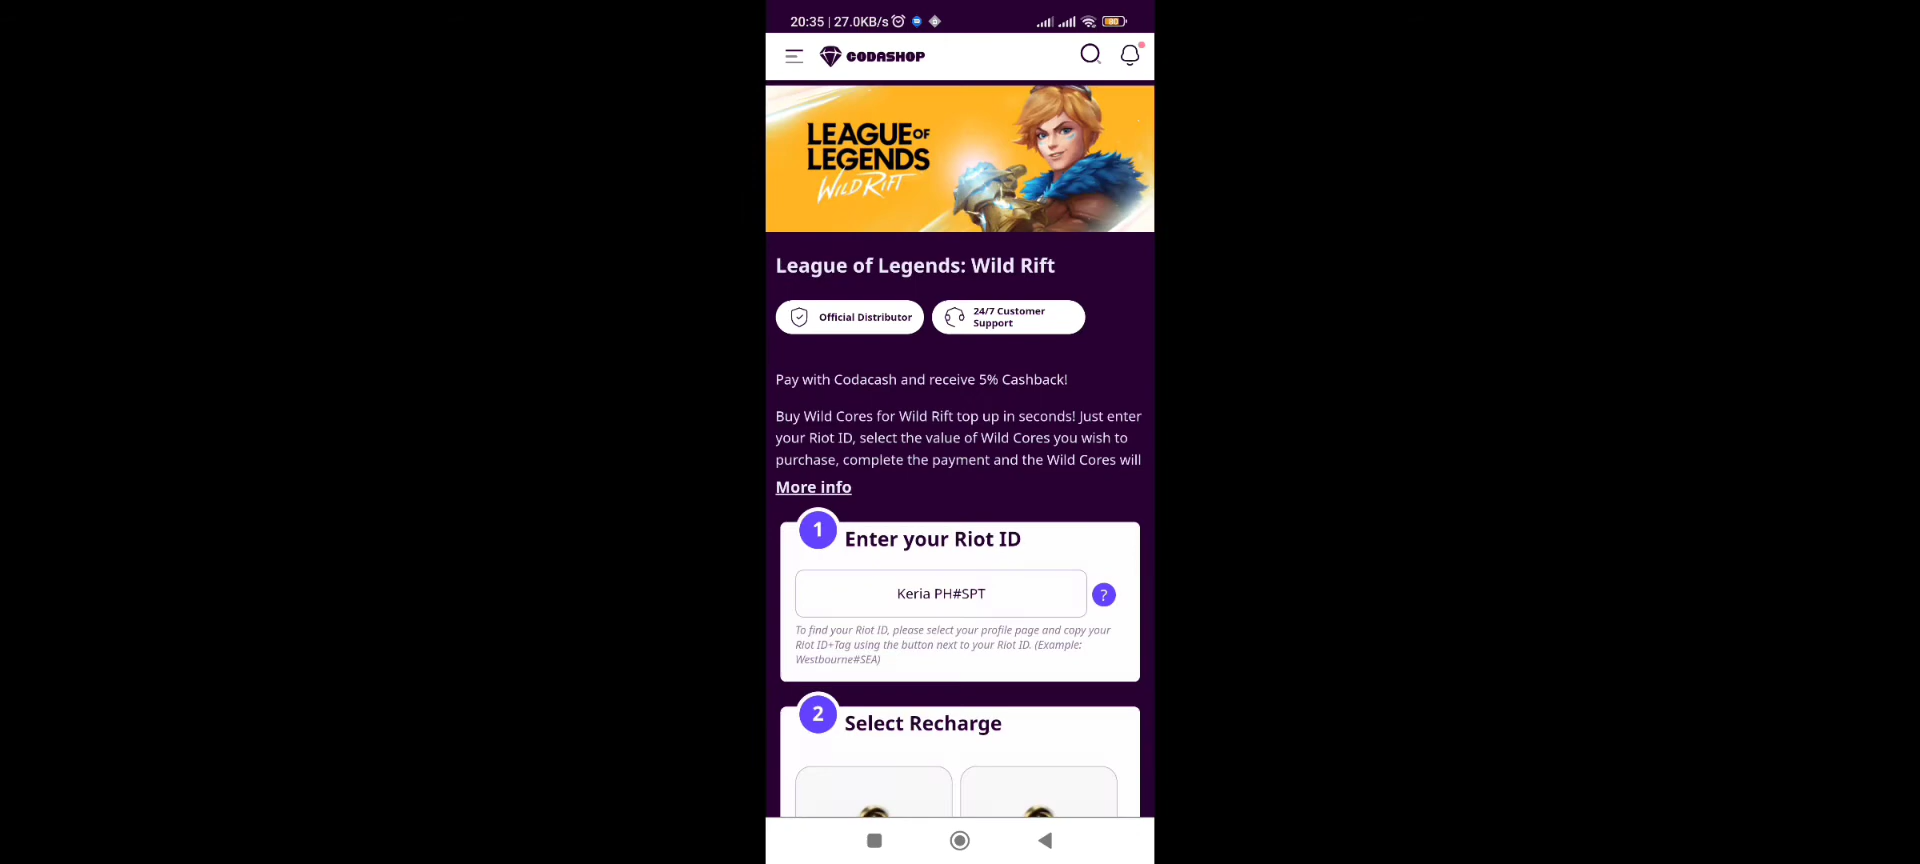 20:35 | 27.0KB/s
80
CODASHOP
LEAGUE OF
LEGENDS
WILD RIFT
League of Legends: Wild Rift
Official Distributor
24/7 Customer
Support
Pay with Codacash and receive 5% Cashback!
Buy Wild Cores for Wild Rift top up in seconds! Just enter
your Riot ID, select the value of Wild Cores you wish to
purchase, complete the payment and the Wild Cores will
More info
1 Enter your Riot ID
Keria PH#SPT
?
To find your Riot ID, please select your profile page and copy your
Riot ID+Tag using the button next to your Riot ID. (Example:
Westbourne#SEA)
2 Select Recharge